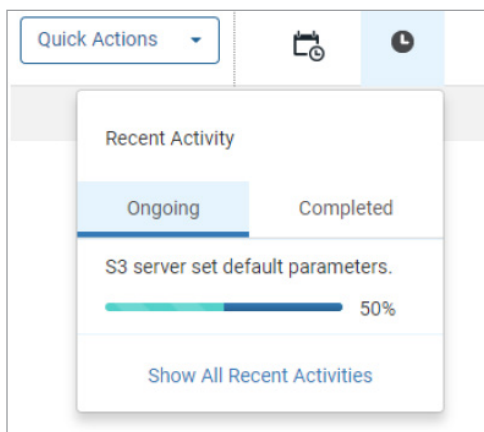 Quick Actions
Recent Activity
Ongoing
Completed
S3 server set default parameters.
50%
Show All Recent Activities